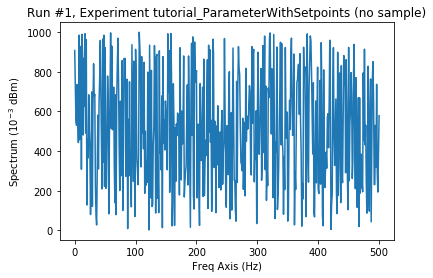 Run #1, Experiment tutorial_ParameterWithSetpoints (no sample)
1000
800
600
400
200
0
Spectrum (10⁻³ dBm)
0 100 200 300 400 500
Freq Axis (Hz)